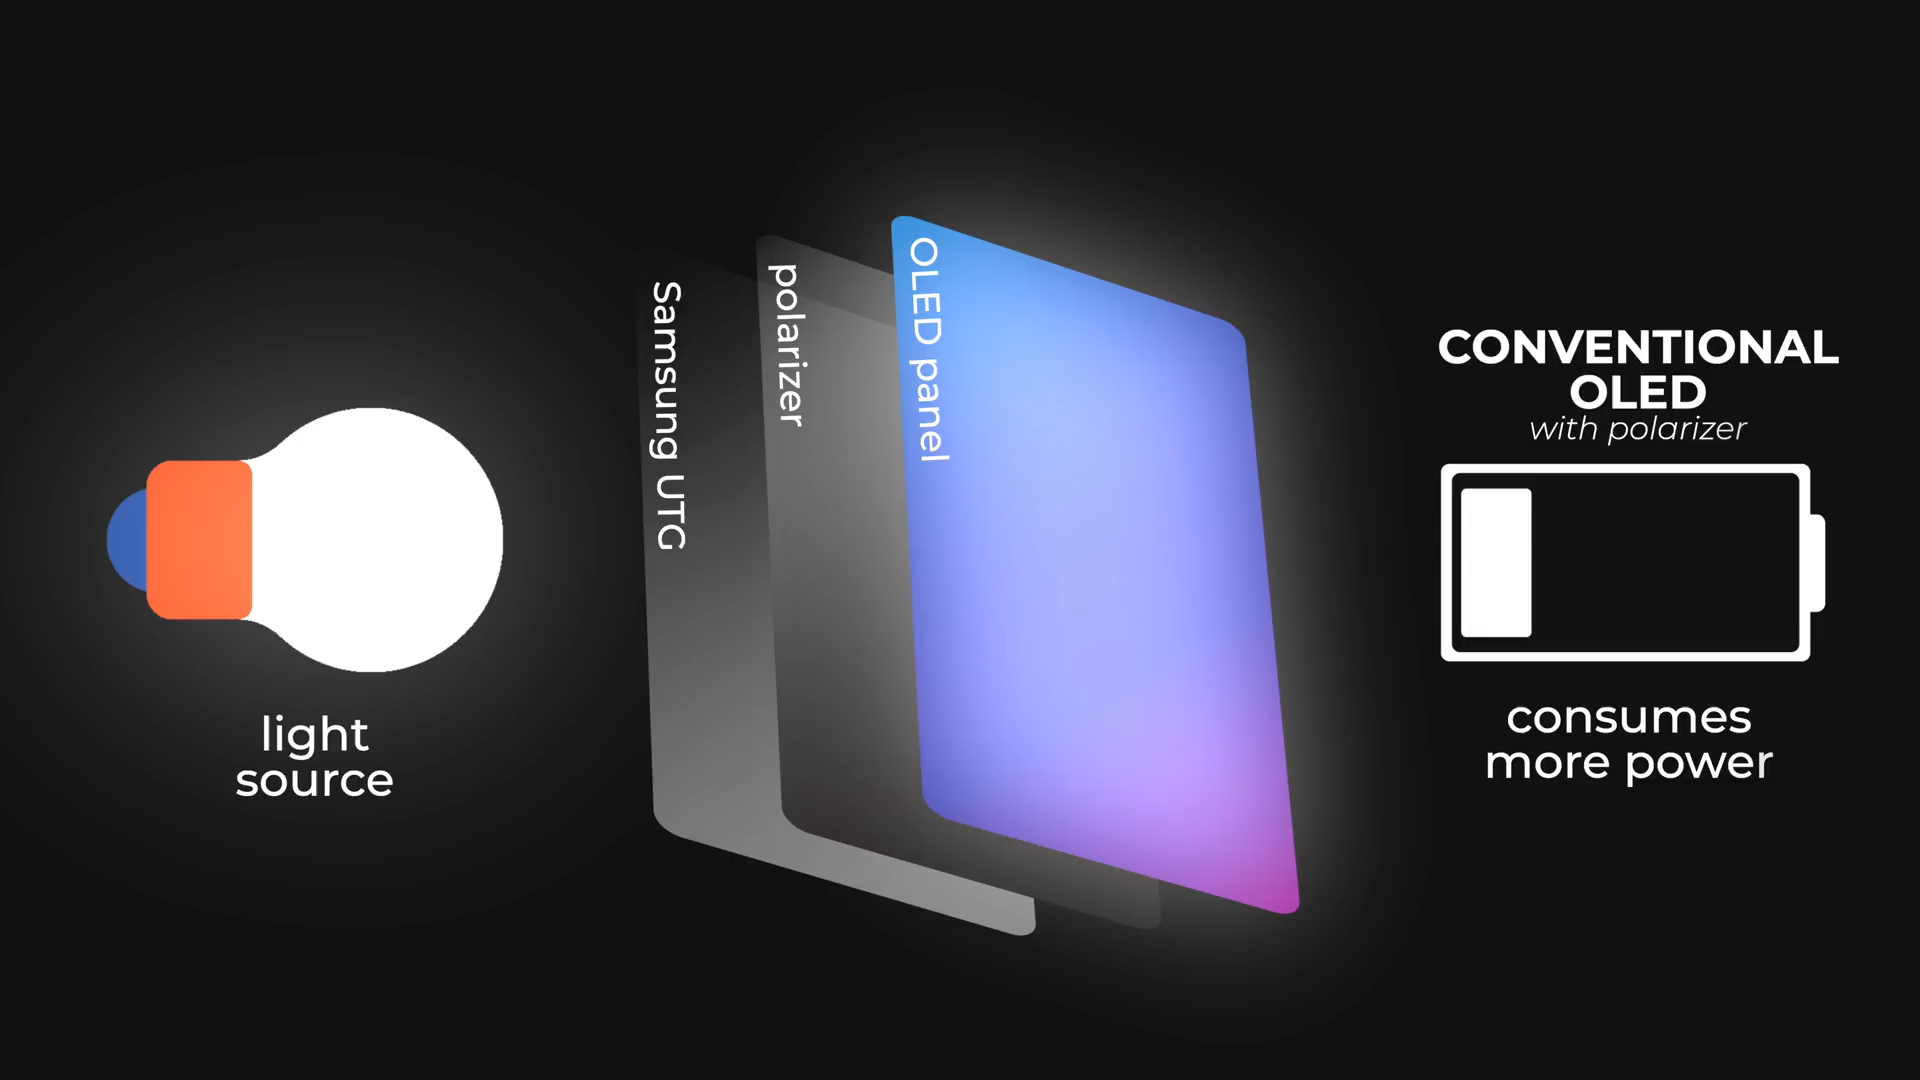 light
source
Samsung UTG
polarizer
OLED panel
CONVENTIONAL
OLED
with polarizer
consumes
more power